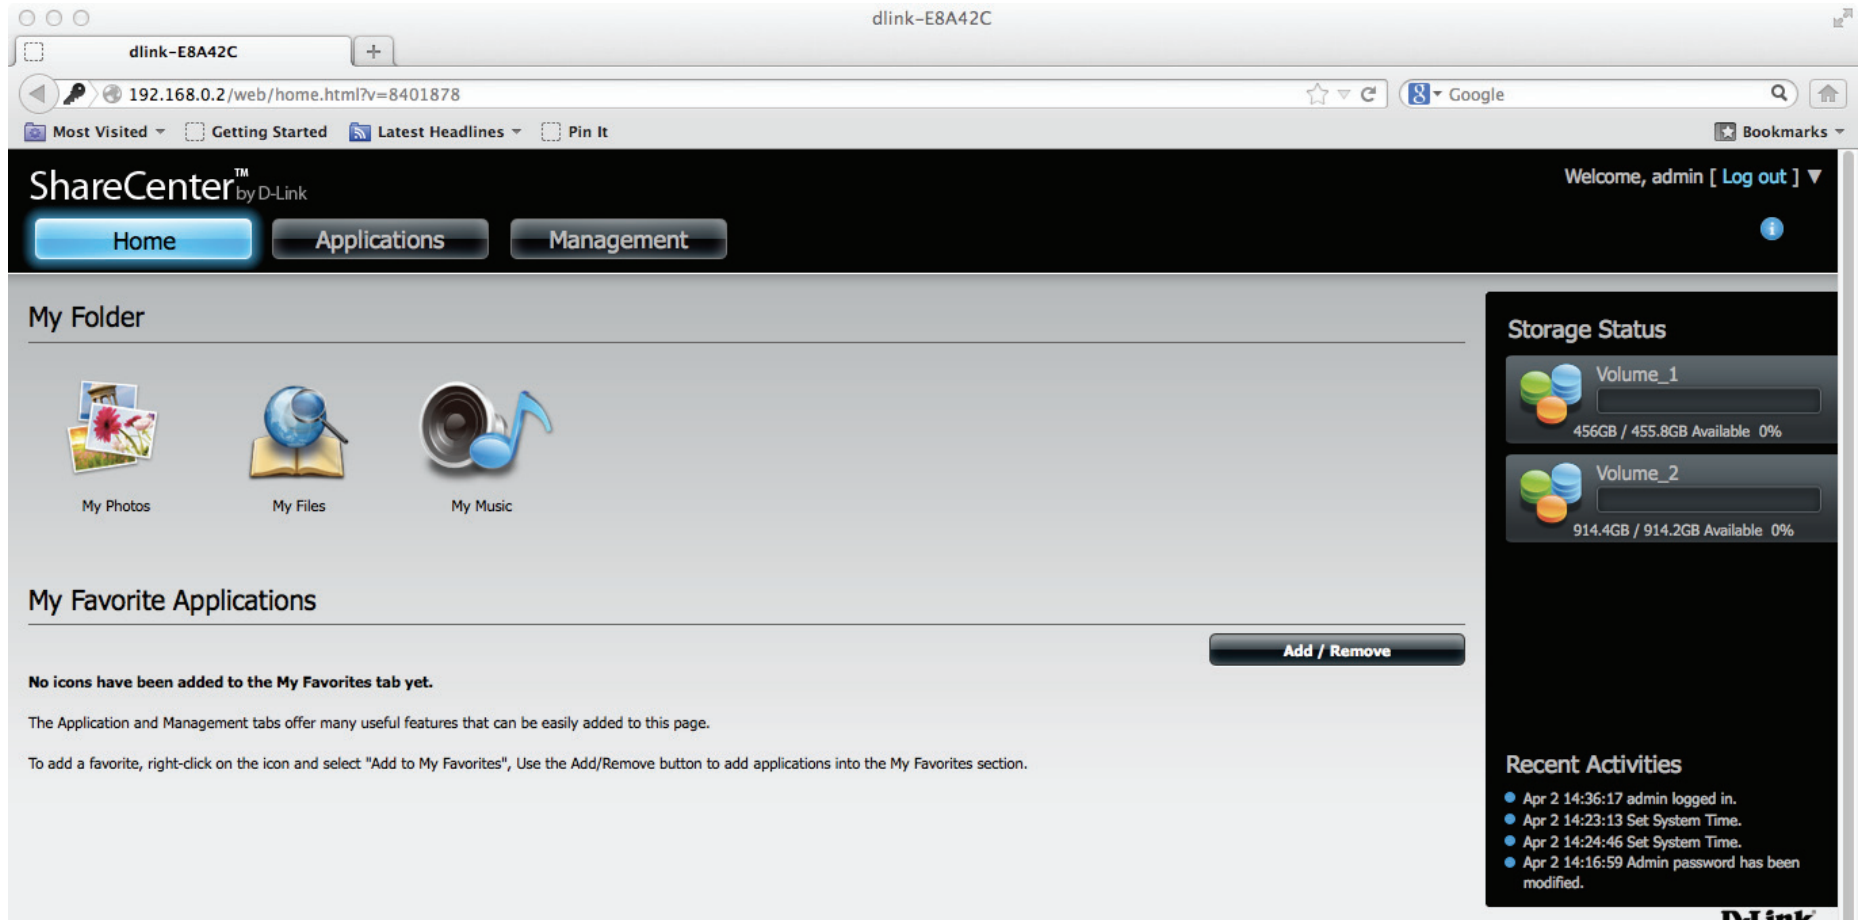 dlink-E8A42C
dlink-E8A42C
192.168.0.2/web/home.html?v=8401878
Google
Most Visited
Getting Started
Latest Headlines
Pin It
Bookmarks
ShareCenter™ by D-Link
Welcome, admin [ Log out ] ▼
Home
Applications
Management
My Folder
My Photos
My Files
My Music
My Favorite Applications
Add / Remove
No icons have been added to the My Favorites tab yet.
The Application and Management tabs offer many useful features that can be easily added to this page.
To add a favorite, right-click on the icon and select "Add to My Favorites", Use the Add/Remove button to add applications into the My Favorites section.
Storage Status
Volume_1
456GB / 455.8GB Available 0%
Volume_2
914.4GB / 914.2GB Available 0%
Recent Activities
Apr 2 14:36:17 admin logged in.
Apr 2 14:23:13 Set System Time.
Apr 2 14:24:46 Set System Time.
Apr 2 14:16:59 Admin password has been
modified.
D-Link